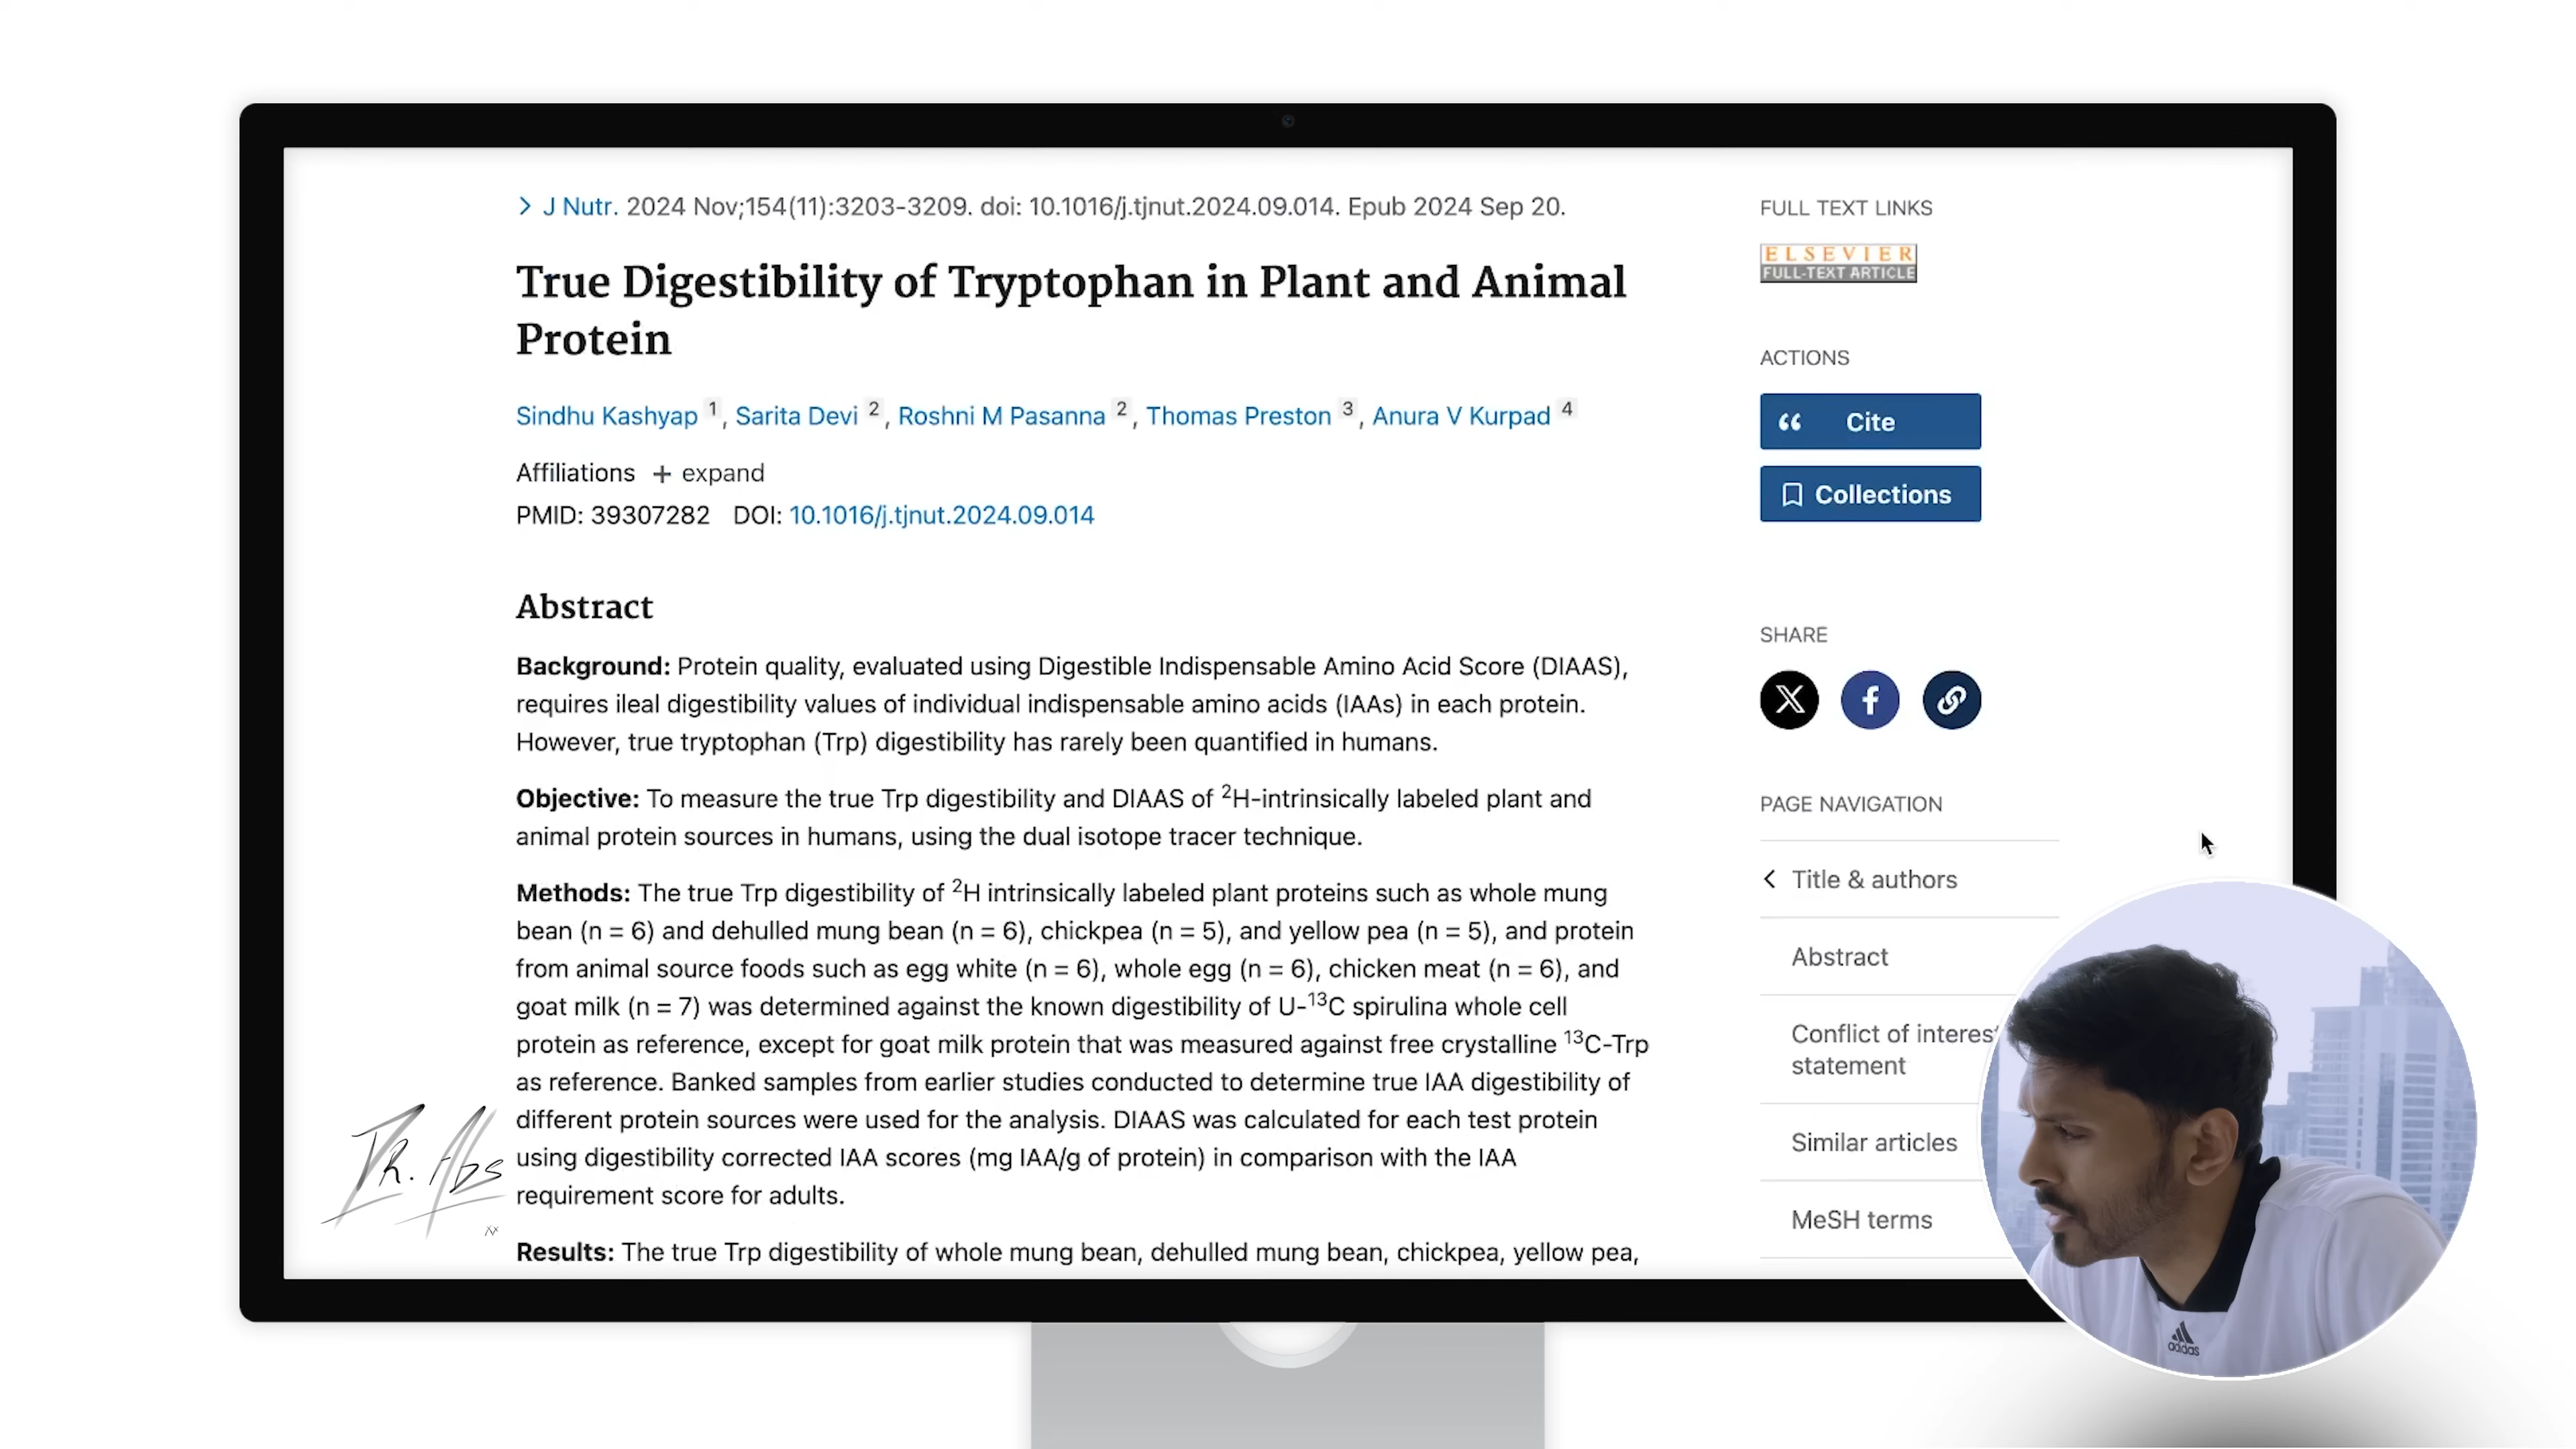 > J Nutr. 2024 Nov;154(11):3203-3209. doi: 10.1016/j.tjnut.2024.09.014. Epub 2024 Sep 20.
True Digestibility of Tryptophan in Plant and Animal
Protein
Sindhu Kashyap 1, Sarita Devi 2, Roshni M Pasanna 2, Thomas Preston 3, Anura V Kurpad 4
Affiliations + expand
PMID: 39307282 DOI: 10.1016/j.tjnut.2024.09.014
Abstract
Background: Protein quality, evaluated using Digestible Indispensable Amino Acid Score (DIAAS),
requires ileal digestibility values of individual indispensable amino acids (IAAs) in each protein.
However, true tryptophan (Trp) digestibility has rarely been quantified in humans.
Objective: To measure the true Trp digestibility and DIAAS of 2H-intrinsically labeled plant and
animal protein sources in humans, using the dual isotope tracer technique.
Methods: The true Trp digestibility of 2H intrinsically labeled plant proteins such as whole mung
bean (n = 6) and dehulled mung bean (n = 6), chickpea (n = 5), and yellow pea (n = 5), and protein
from animal source foods such as egg white (n = 6), whole egg (n = 6), chicken meat (n = 6), and
goat milk (n = 7) was determined against the known digestibility of U-13C spirulina whole cell
protein as reference, except for goat milk protein that was measured against free crystalline 13C-Trp
as reference. Banked samples from earlier studies conducted to determine true IAA digestibility of
different protein sources were used for the analysis. DIAAS was calculated for each test protein
using digestibility corrected IAA scores (mg IAA/g of protein) in comparison with the IAA
requirement score for adults.
Results: The true Trp digestibility of whole mung bean, dehulled mung bean, chickpea, yellow pea,
FULL TEXT LINKS
ELSEVIER
FULL-TEXT ARTICLE
ACTIONS
Cite
Collections
SHARE
PAGE NAVIGATION
Title & authors
Abstract
Conflict of interest
statement
Similar articles
MeSH terms
adidas